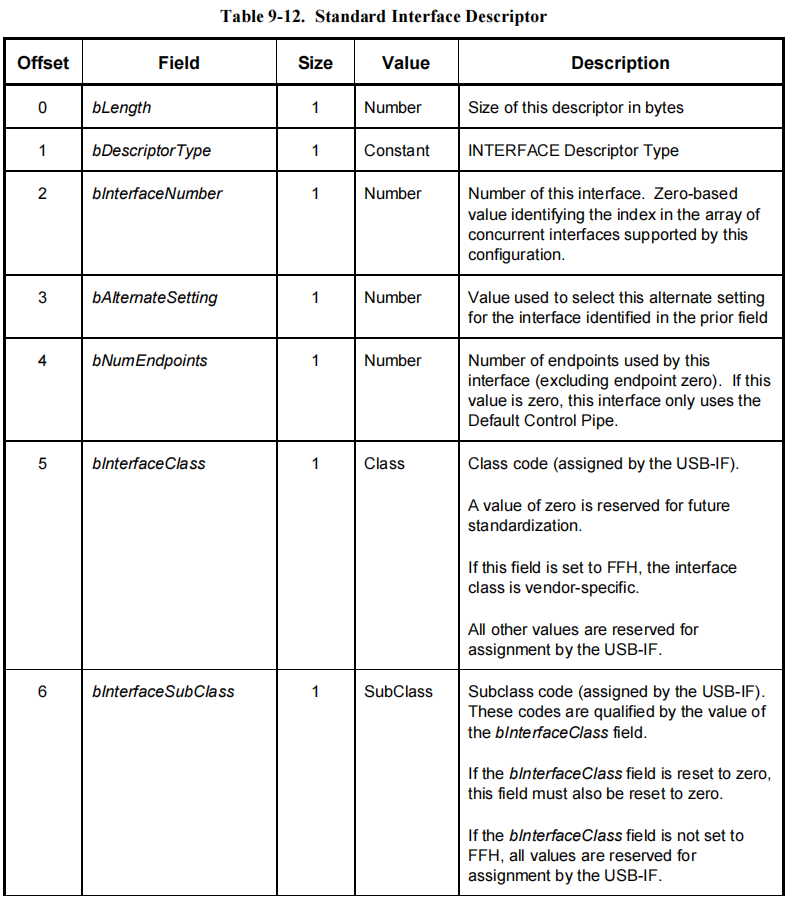 Table 9-12. Standard Interface Descriptor
Offset Field Size Value Description
0 bLength 1 Number Size of this descriptor in bytes
1 bDescriptorType 1 Constant INTERFACE Descriptor Type
2 bInterfaceNumber 1 Number Number of this interface. Zero-based
value identifying the index in the array of
concurrent interfaces supported by this
configuration.
3 bAlternateSetting 1 Number Value used to select this alternate setting
for the interface identified in the prior field
4 bNumEndpoints 1 Number Number of endpoints used by this
interface (excluding endpoint zero). If this
value is zero, this interface only uses the
Default Control Pipe.
5 bInterfaceClass 1 Class Class code (assigned by the USB-IF).
A value of zero is reserved for future
standardization.
If this field is set to FFH, the interface
class is vendor-specific.
All other values are reserved for
assignment by the USB-IF.
6 bInterfaceSubClass 1 SubClass Subclass code (assigned by the USB-IF).
These codes are qualified by the value of
the bInterfaceClass field.
If the bInterfaceClass field is reset to zero,
this field must also be reset to zero.
If the bInterfaceClass field is not set to
FFH, all values are reserved for
assignment by the USB-IF.